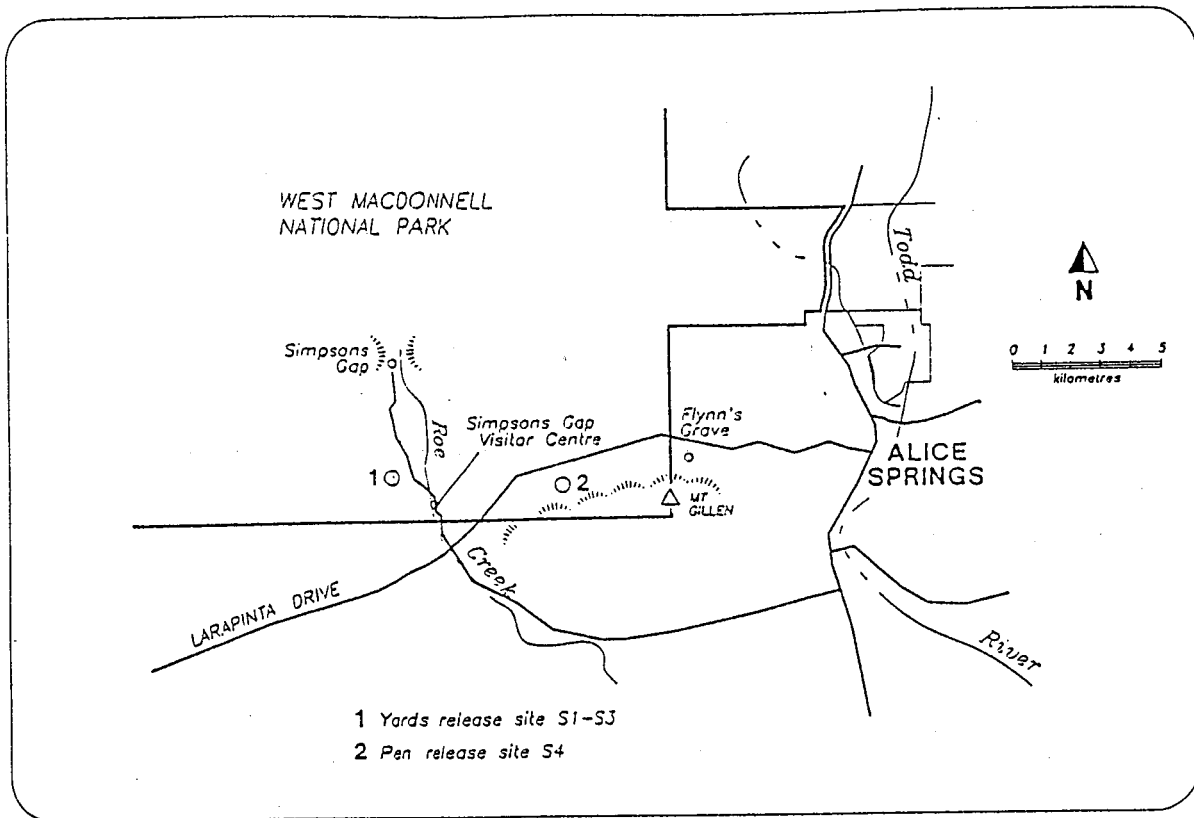 WEST MACDONNELL
NATIONAL PARK
Todd
N
0 1 2 3 4 5
kilometres
Simpsons
Gap
Roe
Simpsons Gap
Visitor Centre
Flynn's
Grave
1
2
ALICE
SPRINGS
MT
GILLEN
Creek
LARAPINTA DRIVE
River
1 Yards release site S1-S3
2 Pen release site S4